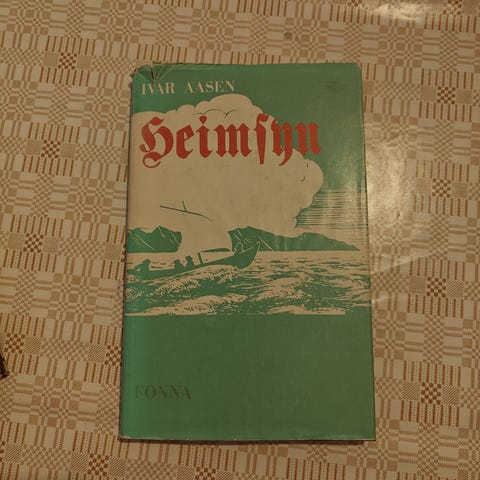 IVAR AASEN
Heimſyn
FONNA